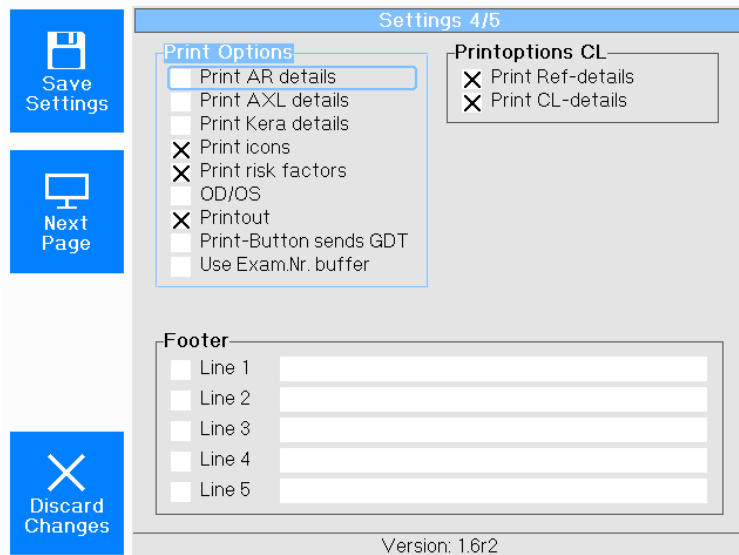 Settings 4/5
Save
Settings
Next
Page
Discard
Changes
Print Options
Print AR details
Print AXL details
Print Kera details
Print icons
Print risk factors
OD/OS
Printout
Print-Button sends GDT
Use Exam.Nr. buffer
Printoptions CL
Print Ref-details
Print CL-details
Footer
Line 1
Line 2
Line 3
Line 4
Line 5
Version: 1.6r2